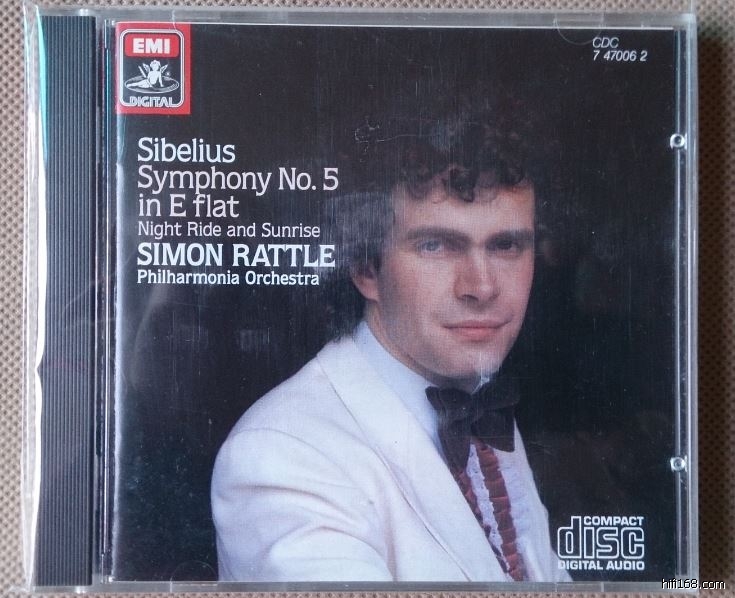 EMI
DIGITAL
CDC
7 47006 2
Sibelius
Symphony No. 5
in E flat
Night Ride and Sunrise
SIMON RATTLE
Philharmonia Orchestra
COMPACT
disc
DIGITAL AUDIO
hifi168.com